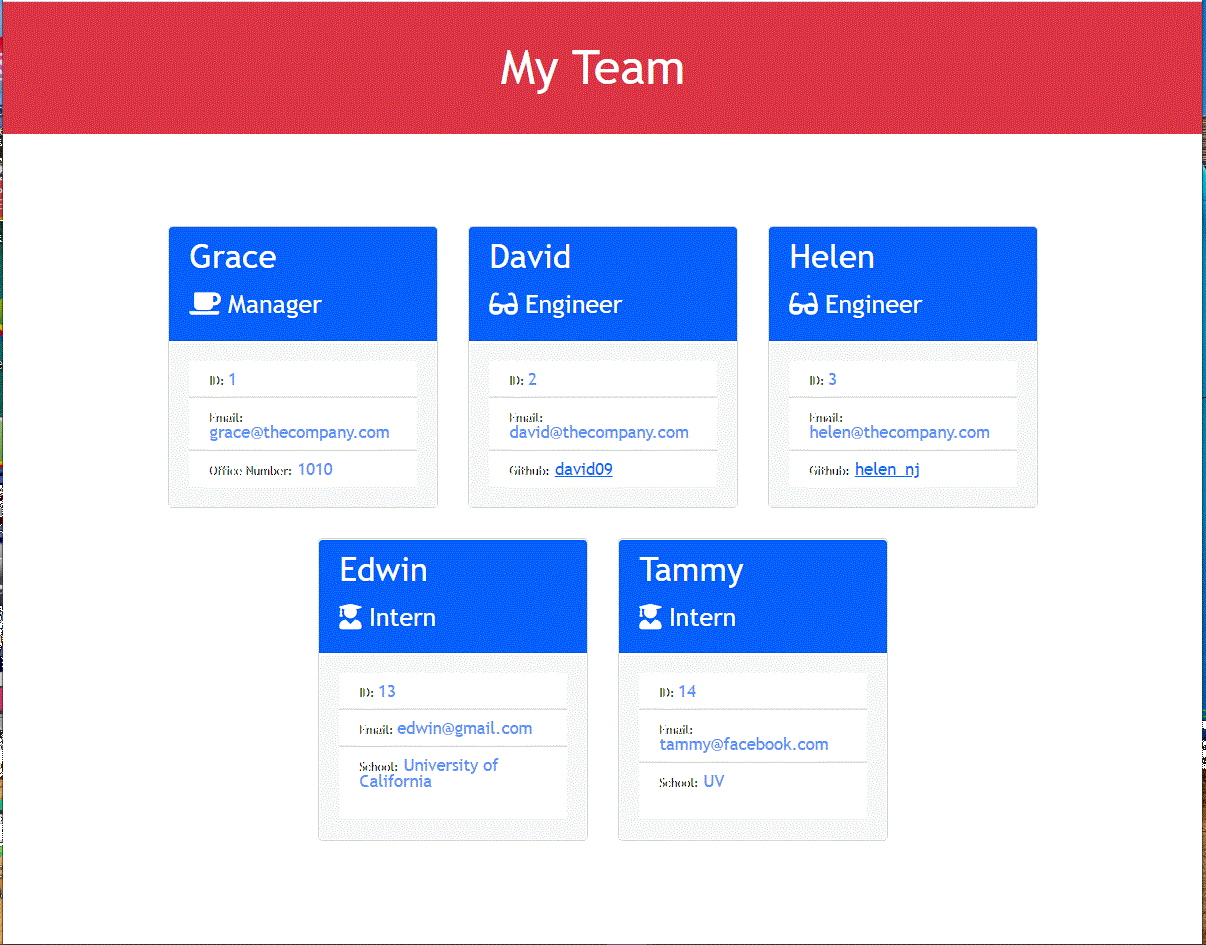 My Team
Grace
Manager
ID: 1
Email:
grace@thecompany.com
Office Number: 1010
David
Engineer
ID: 2
Email:
david@thecompany.com
Github: david09
Helen
Engineer
ID: 3
Email:
helen@thecompany.com
Github: helen_nj
Edwin
Intern
ID: 13
Email: edwin@gmail.com
School: University of
California
Tammy
Intern
ID: 14
Email:
tammy@facebook.com
School: UV